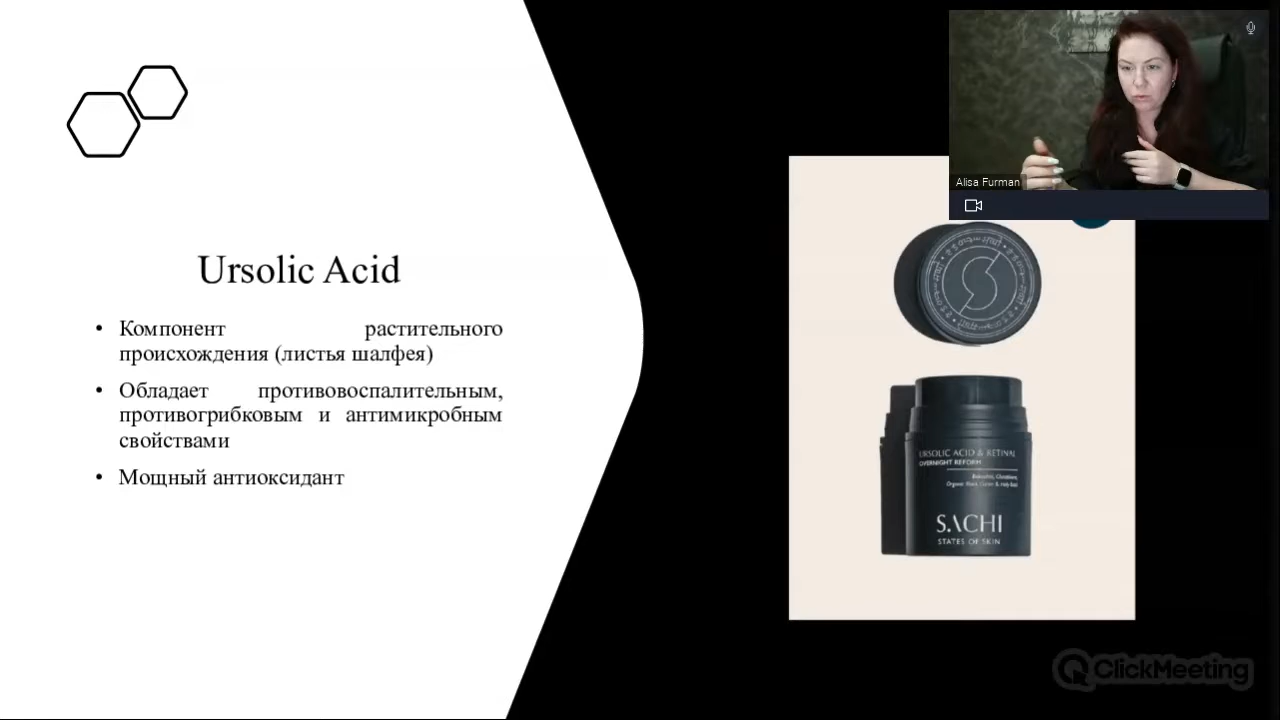 Ursolic Acid
• Компонент растительного
происхождения (листья шалфея)
• Обладает противовоспалительным,
противогрибковым и антимикробным
свойствами
• Мощный антиоксидант
Alisa Furman
URSOLIC ACID & RETINAL
OVERNIGHT REFORM
SACHI
STATES OF SKIN
ClickMeeting